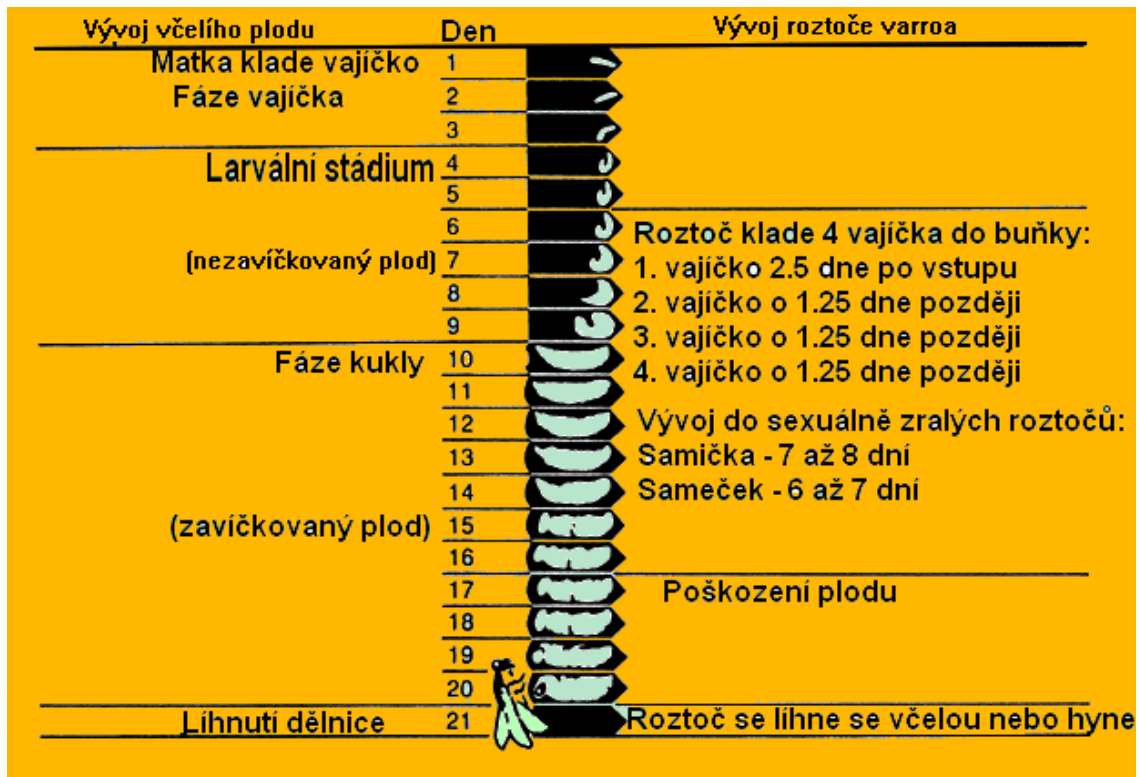 Vývoj včelího plodu Den Vývoj roztoče varroa
Matka klade vajíčko 1
Fáze vajíčka 2
3
Larvální stádium 4
5
6 Roztoč klade 4 vajíčka do buňky:
(nezavíčkovaný plod) 7 1. vajíčko 2.5 dne po vstupu
8 2. vajíčko o 1.25 dne později
9 3. vajíčko o 1.25 dne později
Fáze kukly 10 4. vajíčko o 1.25 dne později
11
12 Vývoj do sexuálně zralých roztočů:
13 Samička - 7 až 8 dní
14 Sameček - 6 až 7 dní
(zavíčkovaný plod) 15
16
17 Poškození plodu
18
19
20
Líhnutí dělnice 21 Roztoč se líhne se včelou nebo hyne